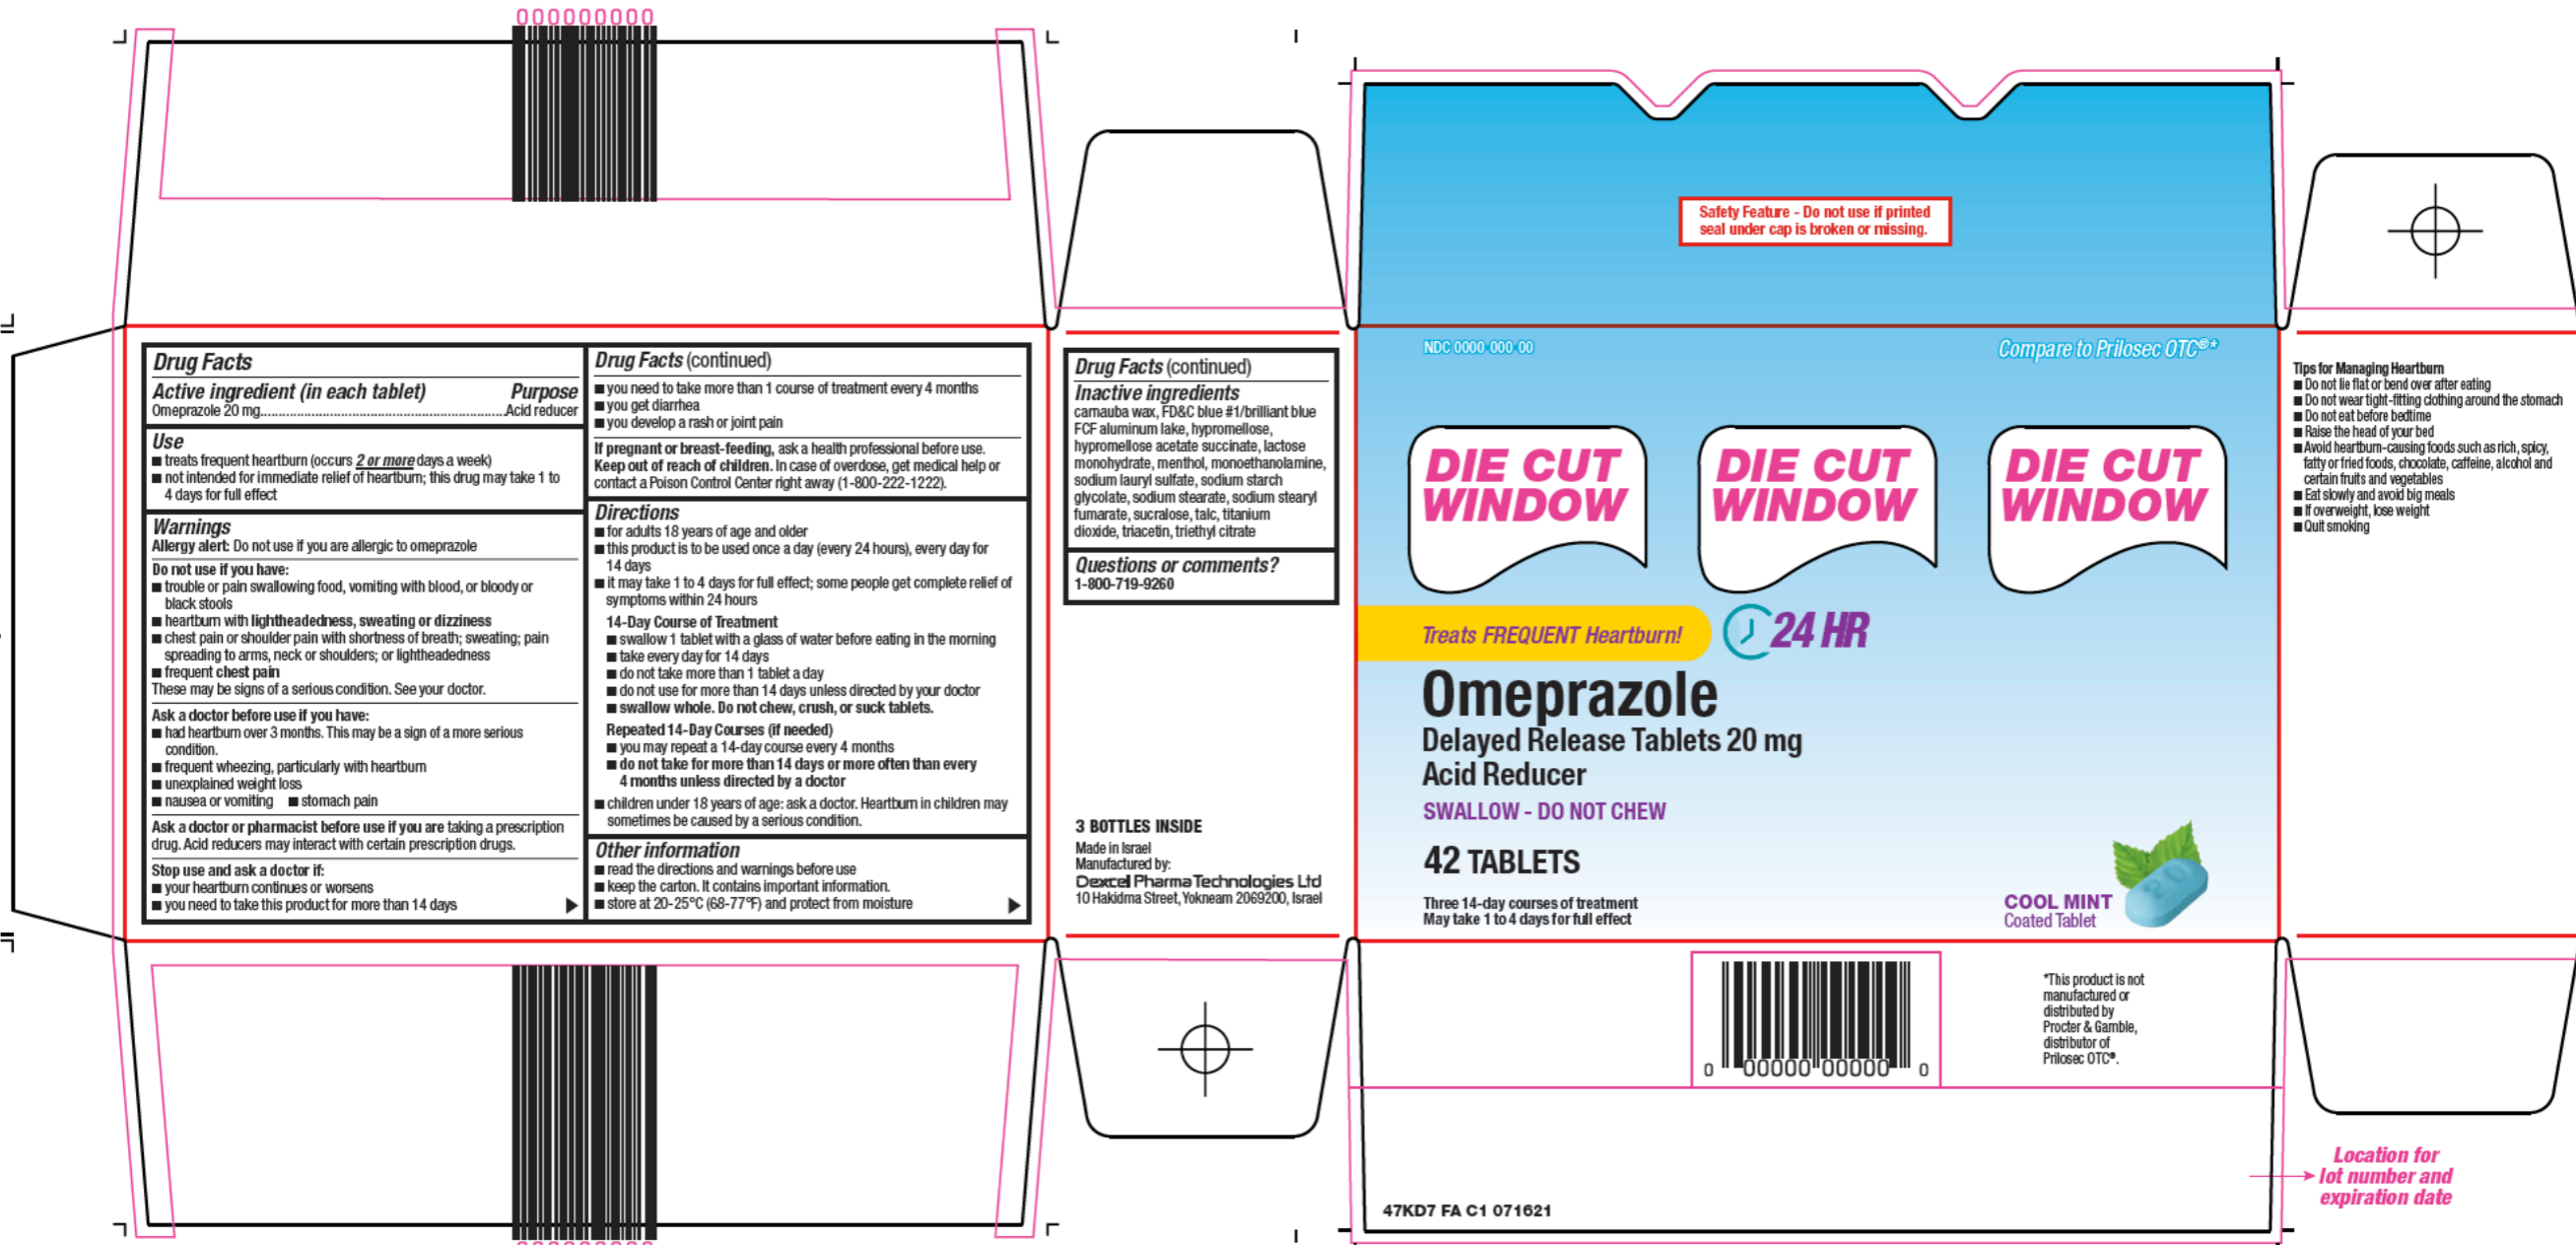 000000000
Drug Facts
Active ingredient (in each tablet) Purpose
Omeprazole 20 mg......................................................................Acid reducer
Use
■ treats frequent heartburn (occurs 2 or more days a week)
■ not intended for immediate relief of heartburn; this drug may take 1 to
4 days for full effect
Warnings
Allergy alert: Do not use if you are allergic to omeprazole
Do not use if you have:
■ trouble or pain swallowing food, vomiting with blood, or bloody or
black stools
■ heartburn with lightheadedness, sweating or dizziness
■ chest pain or shoulder pain with shortness of breath; sweating; pain
spreading to arms, neck or shoulders; or lightheadedness
■ frequent chest pain
These may be signs of a serious condition. See your doctor.
Ask a doctor before use if you have:
■ had heartburn over 3 months. This may be a sign of a more serious
condition.
■ frequent wheezing, particularly with heartburn
■ unexplained weight loss
■ nausea or vomiting ■ stomach pain
Ask a doctor or pharmacist before use if you are taking a prescription
drug. Acid reducers may interact with certain prescription drugs.
Stop use and ask a doctor if:
■ your heartburn continues or worsens
■ you need to take this product for more than 14 days
Drug Facts (continued)
■ you need to take more than 1 course of treatment every 4 months
■ you get diarrhea
■ you develop a rash or joint pain
If pregnant or breast-feeding, ask a health professional before use.
Keep out of reach of children. In case of overdose, get medical help or
contact a Poison Control Center right away (1-800-222-1222).
Directions
■ for adults 18 years of age and older
■ this product is to be used once a day (every 24 hours), every day for
14 days
■ it may take 1 to 4 days for full effect; some people get complete relief of
symptoms within 24 hours
14-Day Course of Treatment
■ swallow 1 tablet with a glass of water before eating in the morning
■ take every day for 14 days
■ do not take more than 1 tablet a day
■ do not use for more than 14 days unless directed by your doctor
■ swallow whole. Do not chew, crush, or suck tablets.
Repeated 14-Day Courses (if needed)
■ you may repeat a 14-day course every 4 months
■ do not take for more than 14 days or more often than every
4 months unless directed by a doctor
■ children under 18 years of age: ask a doctor. Heartburn in children may
sometimes be caused by a serious condition.
Other information
■ read the directions and warnings before use
■ keep the carton. It contains important information.
■ store at 20-25°C (68-77°F) and protect from moisture
Drug Facts (continued)
Inactive ingredients
carnauba wax, FD&C blue #1/brilliant blue
FCF aluminum lake, hypromellose,
hypromellose acetate succinate, lactose
monohydrate, menthol, monoethanolamine,
sodium lauryl sulfate, sodium starch
glycolate, sodium stearate, sodium stearyl
fumarate, sucralose, talc, titanium
dioxide, triacetin, triethyl citrate
Questions or comments?
1-800-719-9260
3 BOTTLES INSIDE
Made in Israel
Manufactured by:
Dexcel Pharma Technologies Ltd
10 Hakidma Street, Yokneam 2069200, Israel
Safety Feature - Do not use if printed
seal under cap is broken or missing.
NDC 0000-000-00
Compare to Prilosec OTC®*
DIE CUT
WINDOW
DIE CUT
WINDOW
DIE CUT
WINDOW
Treats FREQUENT Heartburn!
24 HR
Omeprazole
Delayed Release Tablets 20 mg
Acid Reducer
SWALLOW - DO NOT CHEW
42 TABLETS
Three 14-day courses of treatment
May take 1 to 4 days for full effect
COOL MINT
Coated Tablet
20
0 00000 00000 0
*This product is not
manufactured or
distributed by
Procter & Gamble,
distributor of
Prilosec OTC®.
47KD7 FA C1 071621
Tips for Managing Heartburn
■ Do not lie flat or bend over after eating
■ Do not wear tight-fitting clothing around the stomach
■ Do not eat before bedtime
■ Raise the head of your bed
■ Avoid heartburn-causing foods such as rich, spicy,
fatty or fried foods, chocolate, caffeine, alcohol and
certain fruits and vegetables
■ Eat slowly and avoid big meals
■ If overweight, lose weight
■ Quit smoking
Location for
lot number and
expiration date